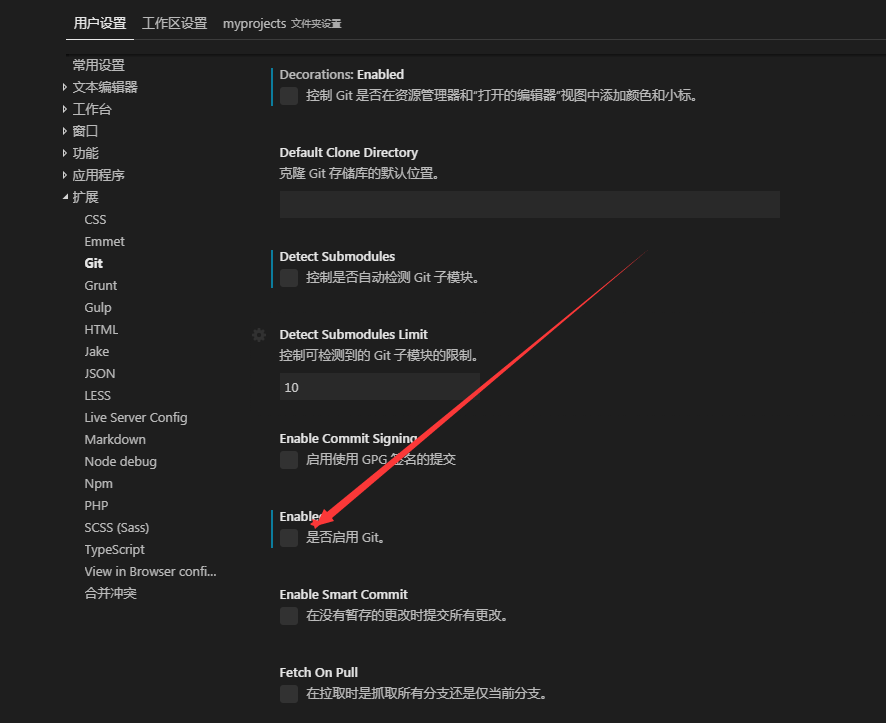 用户设置 工作区设置 myprojects 文件夹设置
常用设置
文本编辑器
工作台
窗口
功能
应用程序
扩展
CSS
Emmet
Git
Grunt
Gulp
HTML
Jake
JSON
LESS
Live Server Config
Markdown
Node debug
Npm
PHP
SCSS (Sass)
TypeScript
View in Browser confi...
合并冲突
Decorations: Enabled
控制 Git 是否在资源管理器和“打开的编辑器”视图中添加颜色和小标。
Default Clone Directory
克隆 Git 存储库的默认位置。
Detect Submodules
控制是否自动检测 Git 子模块。
Detect Submodules Limit
控制可检测到的 Git 子模块的限制。
10
Enable Commit Signing
启用使用 GPG 签名的提交
Enabled
是否启用 Git。
Enable Smart Commit
在没有暂存的更改时提交所有更改。
Fetch On Pull
在拉取时是抓取所有分支还是仅当前分支。